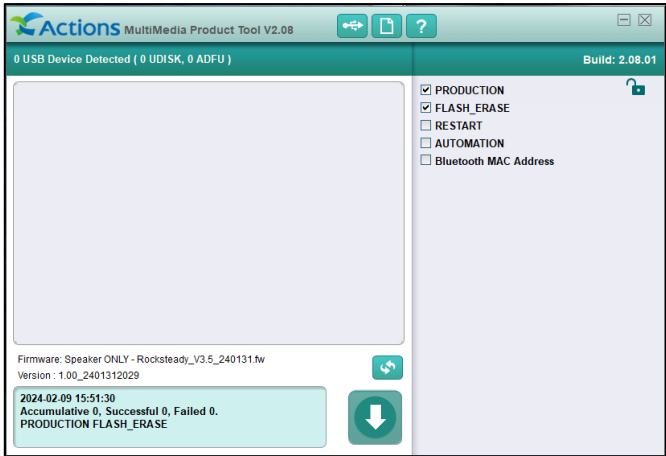 Actions MultiMedia Product Tool V2.08
?
0 USB Device Detected ( 0 UDISK, 0 ADFU )
Build: 2.08.01
PRODUCTION
FLASH_ERASE
RESTART
AUTOMATION
Bluetooth MAC Address
Firmware: Speaker ONLY - Rocksteady_V3.5_240131.fw
Version : 1.00_2401312029
2024-02-09 15:51:30
Accumulative 0, Successful 0, Failed 0.
PRODUCTION FLASH_ERASE